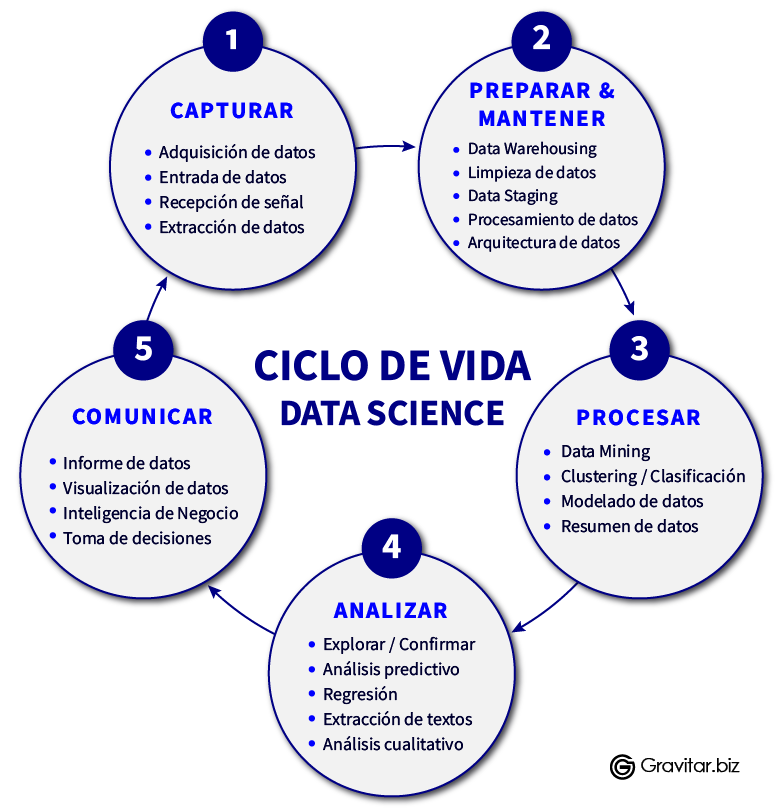 1
CAPTURAR
• Adquisición de datos
• Entrada de datos
• Recepción de señal
• Extracción de datos
2
PREPARAR &
MANTENER
• Data Warehousing
• Limpieza de datos
• Data Staging
• Procesamiento de datos
• Arquitectura de datos
CICLO DE VIDA
DATA SCIENCE
3
PROCESAR
• Data Mining
• Clustering / Clasificación
• Modelado de datos
• Resumen de datos
4
ANALIZAR
• Explorar / Confirmar
• Análisis predictivo
• Regresión
• Extracción de textos
• Análisis cualitativo
5
COMUNICAR
• Informe de datos
• Visualización de datos
• Inteligencia de Negocio
• Toma de decisiones
Gravitar.biz